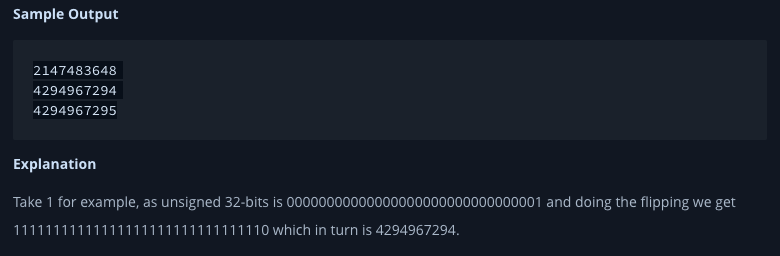 Sample Output
2147483648
4294967294
4294967295
Explanation
Take 1 for example, as unsigned 32-bits is 00000000000000000000000000000001 and doing the flipping we get
11111111111111111111111111111110 which in turn is 4294967294.